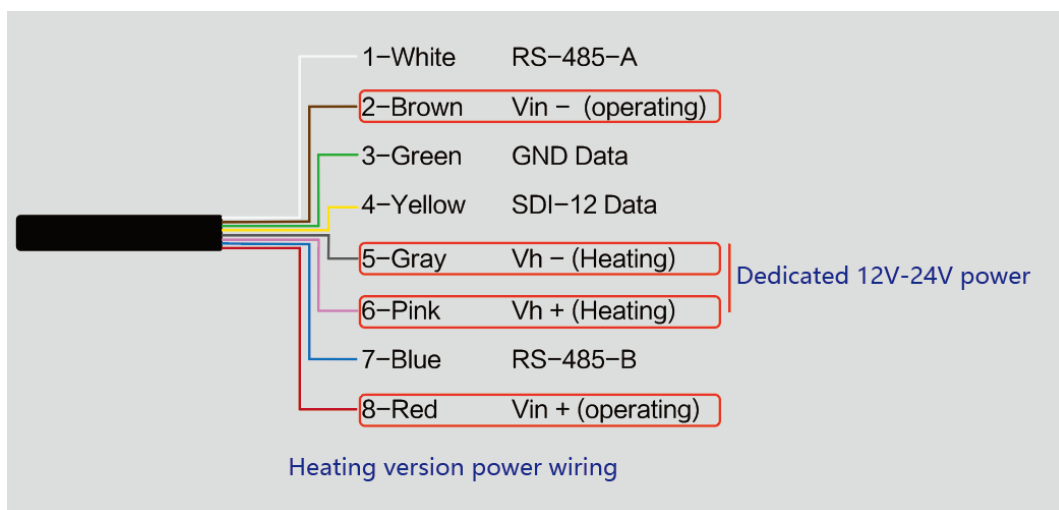 1-White RS-485-A
2-Brown Vin - (operating)
3-Green GND Data
4-Yellow SDI-12 Data
5-Gray Vh - (Heating)
Dedicated 12V-24V power
6-Pink Vh + (Heating)
7-Blue RS-485-B
8-Red Vin + (operating)
Heating version power wiring